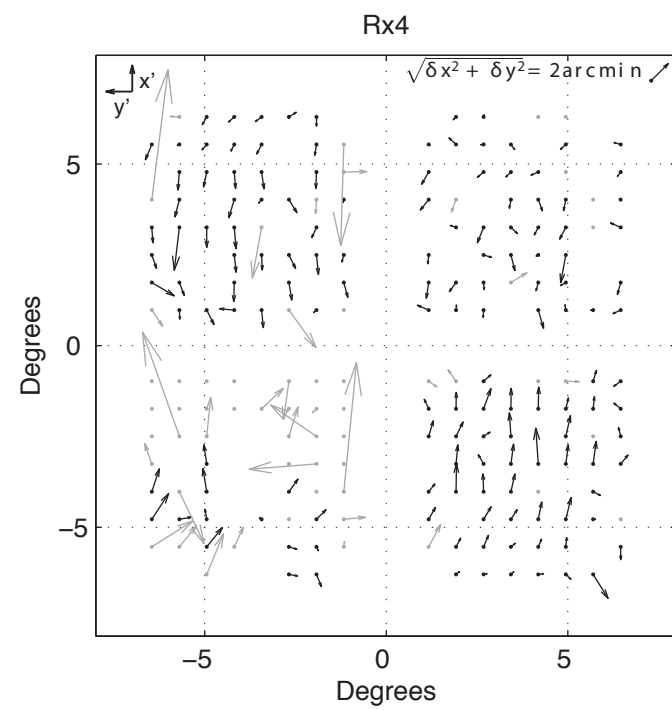 Rx4
x'
y'
√δx² + δy² = 2arcmin
Degrees
5
0
−5
−5
0
5
Degrees